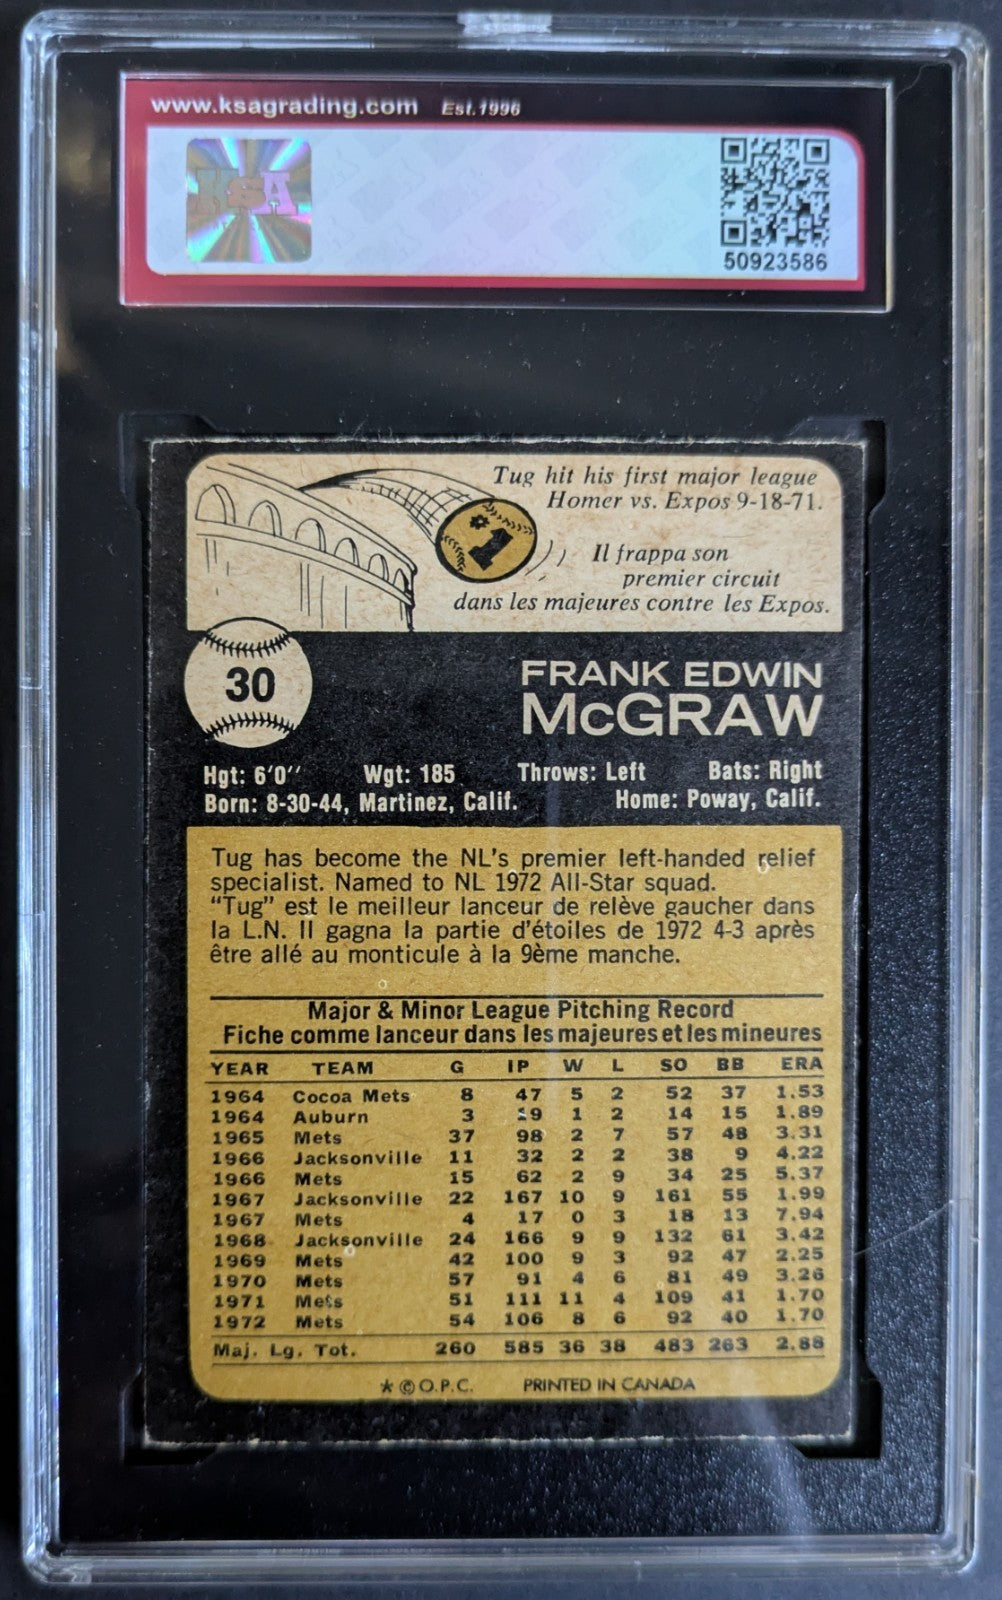 www.ksagrading.com Est.1996
KSA
50923586
Tug hit his first major league
Homer vs. Expos 9-18-71.
#1
Il frappa son
premier circuit
dans les majeures contre les Expos.
30
FRANK EDWIN
McGRAW
Hgt: 6'0'' Wgt: 185 Throws: Left Bats: Right
Born: 8-30-44, Martinez, Calif. Home: Poway, Calif.
Tug has become the NL's premier left-handed relief
specialist. Named to NL 1972 All-Star squad.
"Tug" est le meilleur lanceur de relève gaucher dans
la L.N. Il gagna la partie d'étoiles de 1972 4-3 après
être allé au monticule à la 9ème manche.
Major & Minor League Pitching Record
Fiche comme lanceur dans les majeures et les mineures
YEAR TEAM G IP W L SO BB ERA
1964 Cocoa Mets 8 47 5 2 52 37 1.53
1964 Auburn 3 19 1 2 14 15 1.89
1965 Mets 37 98 2 7 57 48 3.31
1966 Jacksonville 11 32 2 2 38 9 4.22
1966 Mets 15 62 2 9 34 25 5.37
1967 Jacksonville 22 167 10 9 161 55 1.99
1967 Mets 4 17 0 3 18 13 7.94
1968 Jacksonville 24 166 9 9 132 61 3.42
1969 Mets 42 100 9 3 92 47 2.25
1970 Mets 57 91 4 6 81 49 3.26
1971 Mets 51 111 11 4 109 41 1.70
1972 Mets 54 106 8 6 92 40 1.70
Maj. Lg. Tot. 260 585 36 38 483 263 2.88
* © O.P.C. PRINTED IN CANADA